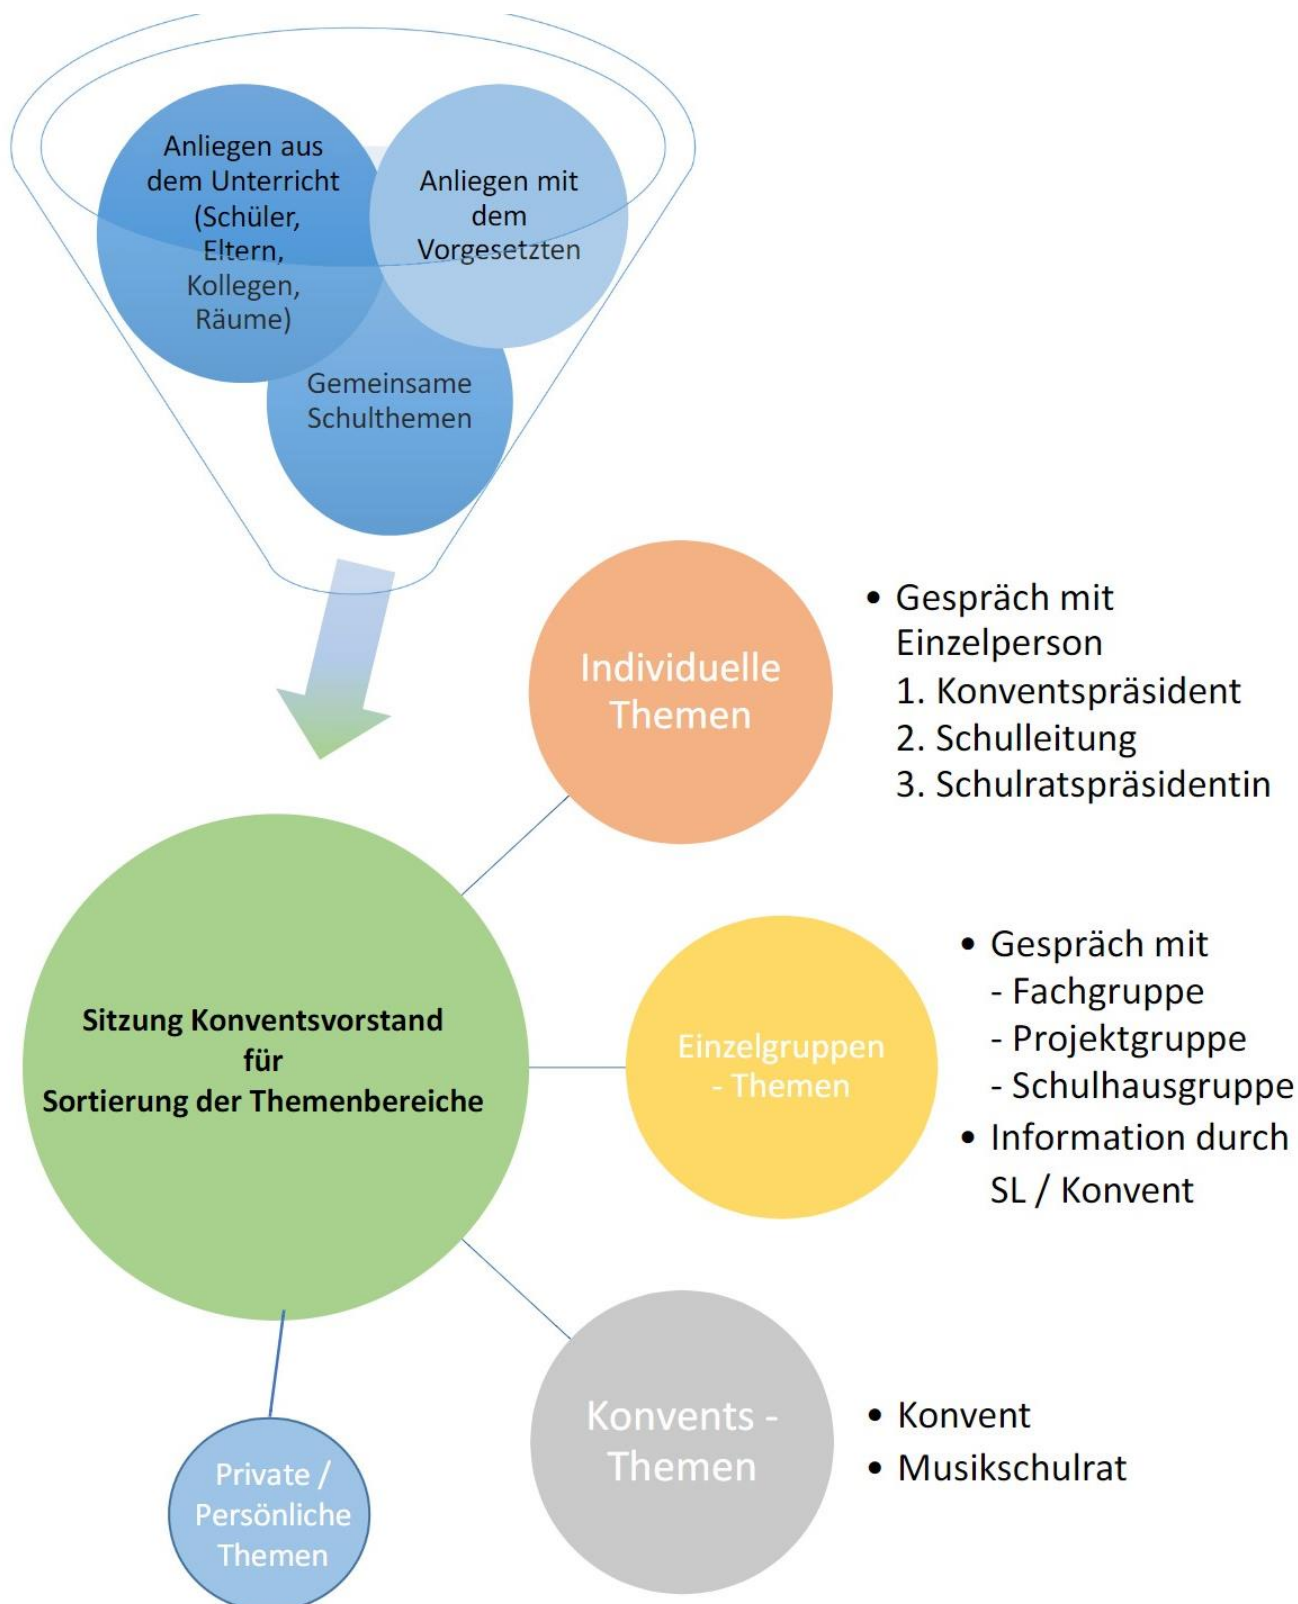 Anliegen aus
dem Unterricht
(Schüler,
Eltern,
Kollegen,
Räume)
Anliegen mit
dem
Vorgesetzten
Gemeinsame
Schulthemen
Individuelle
Themen
• Gespräch mit
Einzelperson
1. Konventspräsident
2. Schulleitung
3. Schulratspräsidentin
Sitzung Konventsvorstand
für
Sortierung der Themenbereiche
Einzelgruppen
- Themen
• Gespräch mit
- Fachgruppe
- Projektgruppe
- Schulhausgruppe
• Information durch
SL / Konvent
Konvents -
Themen
• Konvent
• Musikschulrat
Private /
Persönliche
Themen